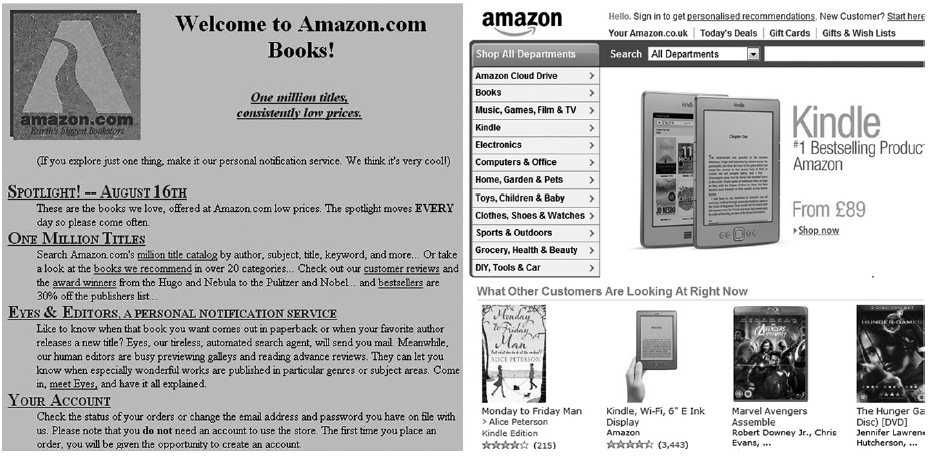 Welcome to Amazon.com
Books!
One million titles,
consistently low prices.
amazon.com
Earth's biggest bookstore
(If you explore just one thing, make it our personal notification service. We think it's very cool!)
SPOTLIGHT! -- AUGUST 16TH
These are the books we love, offered at Amazon.com low prices. The spotlight moves EVERY
day so please come often.
ONE MILLION TITLES
Search Amazon.com's million title catalog by author, subject, title, keyword, and more... Or take
a look at the books we recommend in over 20 categories... Check out our customer reviews and
the award winners from the Hugo and Nebula to the Pulitzer and Nobel... and bestsellers are
30% off the publishers list...
EYES & EDITORS, A PERSONAL NOTIFICATION SERVICE
Like to know when that book you want comes out in paperback or when your favorite author
releases a new title? Eyes, our tireless, automated search agent, will send you mail. Meanwhile,
our human editors are busy previewing galleys and reading advance reviews. They can let you
know when especially wonderful works are published in particular genres or subject areas. Come
in, meet Eyes, and have it all explained.
YOUR ACCOUNT
Check the status of your orders or change the email address and password you have on file with
us. Please note that you do not need an account to use the store. The first time you place an
order, you will be given the opportunity to create an account.
amazon
Hello. Sign in to get personalised recommendations. New Customer? Start here
Your Amazon.co.uk | Today's Deals | Gift Cards | Gifts & Wish Lists
Shop All Departments
Search All Departments
Amazon Cloud Drive
Books
Music, Games, Film & TV
Kindle
Electronics
Computers & Office
Home, Garden & Pets
Toys, Children & Baby
Clothes, Shoes & Watches
Sports & Outdoors
Grocery, Health & Beauty
DIY, Tools & Car
kindle
Chapter One
Kindle
#1 Bestselling Product
Amazon
From £89
Shop now
What Other Customers Are Looking At Right Now
Monday
to Friday
Man
ALICE PETERSON
AVENGERS
HUNGER GAMES
Monday to Friday Man
› Alice Peterson
Kindle Edition
(215)
Kindle, Wi-Fi, 6" E Ink
Display
Amazon
(3,443)
Marvel Avengers
Assemble
Robert Downey Jr., Chris
Evans, ...
The Hunger Ga
Disc) [DVD]
Jennifer Lawrenc
Hutcherson, ...